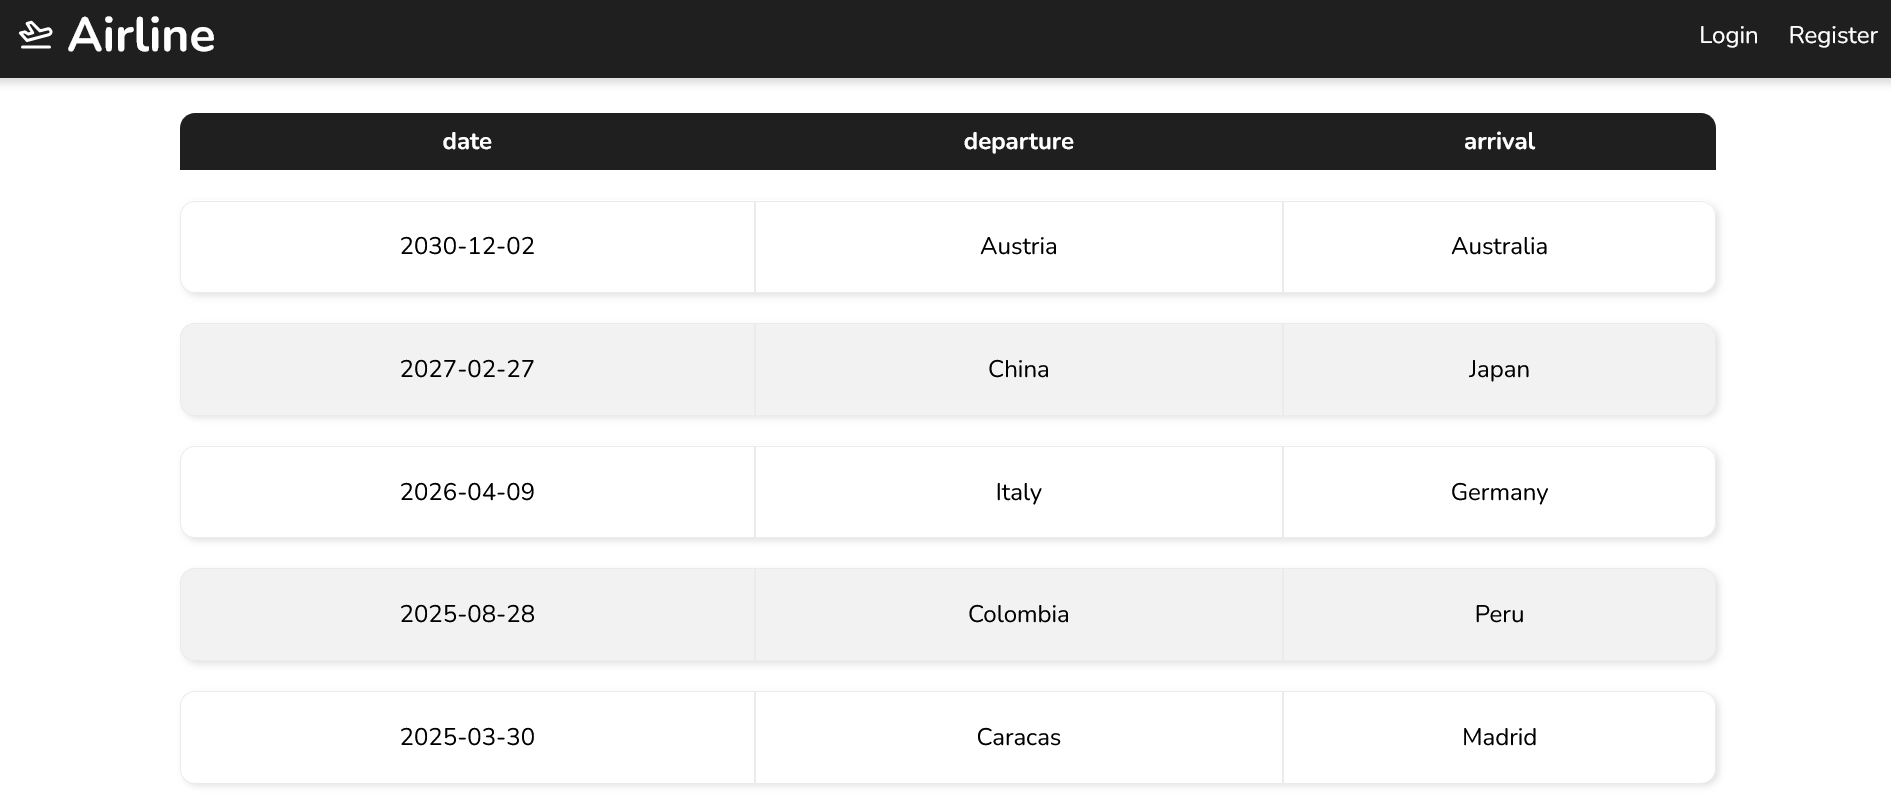 Airline Login Register
date departure arrival
2030-12-02 Austria Australia
2027-02-27 China Japan
2026-04-09 Italy Germany
2025-08-28 Colombia Peru
2025-03-30 Caracas Madrid